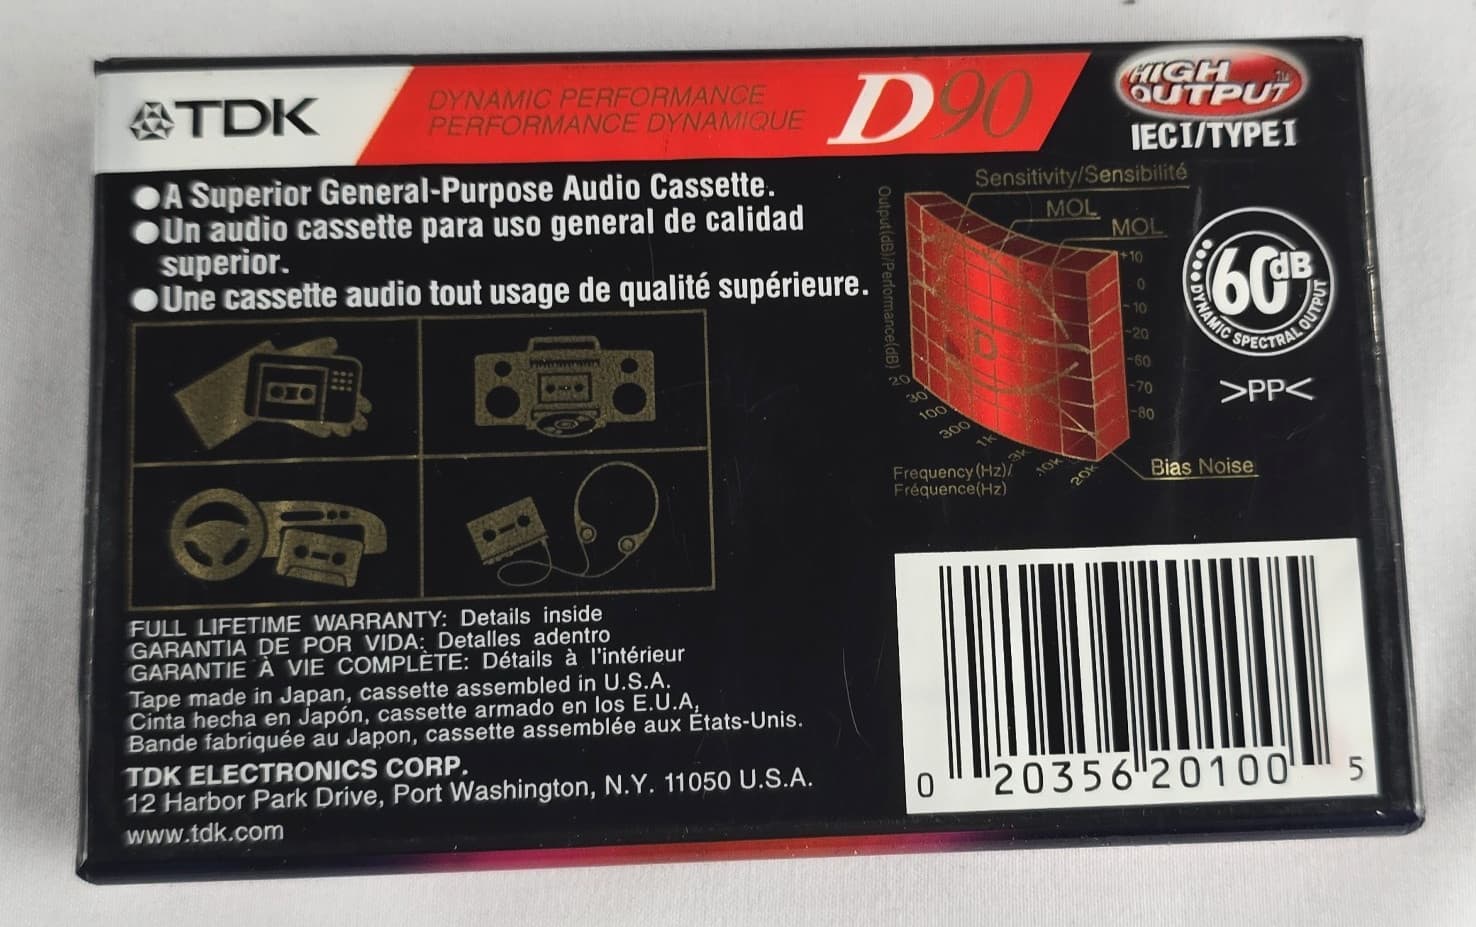 TDK
DYNAMIC PERFORMANCE
PERFORMANCE DYNAMIQUE
D90
HIGH
OUTPUT™
IECI/TYPE I
●A Superior General-Purpose Audio Cassette.
●Un audio cassette para uso general de calidad
superior.
●Une cassette audio tout usage de qualité supérieure.
Sensitivity/Sensibilité
MOL
MOL
Output(dB)/Performance(dB)
+10
0
-10
-20
-60
-70
-80
D
20
30
100
300
1k
3k
10k
20k
Frequency (Hz)/
Fréquence(Hz)
Bias Noise
60dB
DYNAMIC SPECTRAL OUTPUT
>PP<
FULL LIFETIME WARRANTY: Details inside
GARANTIA DE POR VIDA: Detalles adentro
GARANTIE À VIE COMPLÈTE: Détails à l'intérieur
Tape made in Japan, cassette assembled in U.S.A.
Cinta hecha en Japón, cassette armado en los E.U.A.
Bande fabriquée au Japon, cassette assemblée aux États-Unis.
TDK ELECTRONICS CORP.
12 Harbor Park Drive, Port Washington, N.Y. 11050 U.S.A.
www.tdk.com
0 20356 20100 5